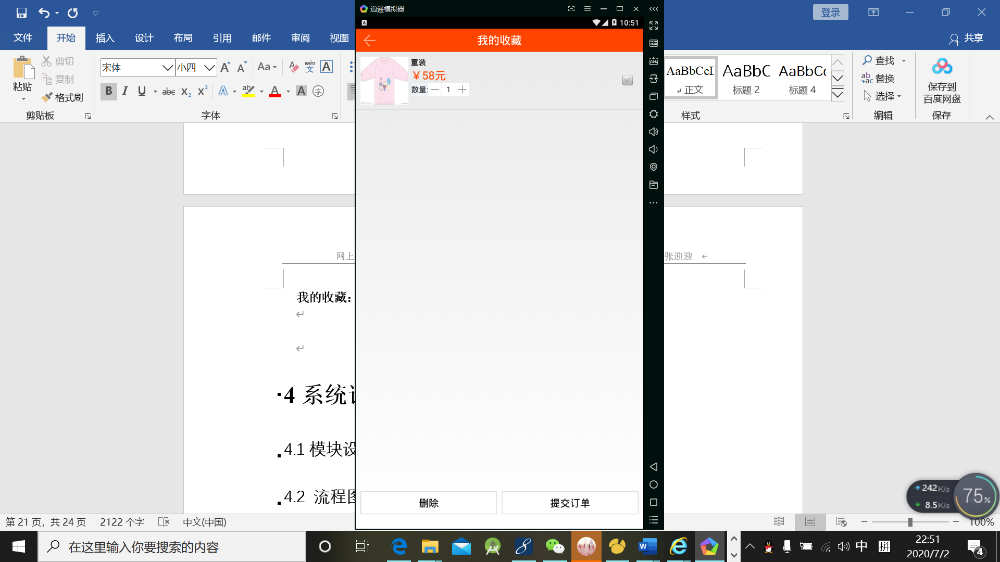 登录
文件 开始 插入 设计 布局 引用 邮件 审阅 视图
共享
粘贴
剪切
复制
格式刷
剪贴板
宋体
小四
Aa
wén
文
A
B I U abc X₂ X² A ab A A 字
字体
AaBbCcI
正文
AaBbC
标题 2
AaBbCc
标题 4
样式
查找
替换
选择
编辑
保存到
百度网盘
保存
逍遥模拟器
10:51
我的收藏
童装
￥58元
数量:
1
删除
提交订单
网上
张迎迎
我的收藏:
4 系统
4.1 模块设
4.2 流程图
242K/s
8.5K/s
75%
第 21 页，共 24 页 2122 个字 中文(中国)
100%
在这里输入你要搜索的内容
中
拼
22:51
2020/7/2
4